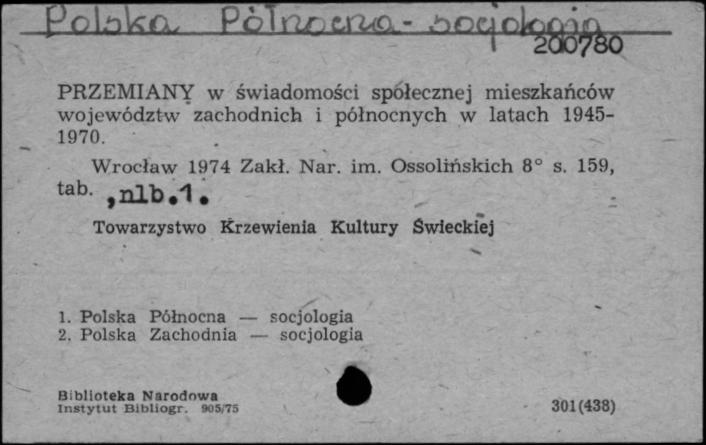 Polska Północna - socjologia
200780
PRZEMIANY w świadomości społecznej mieszkańców
województw zachodnich i północnych w latach 1945-
1970.
Wrocław 1974 Zakł. Nar. im. Ossolińskich 8° s. 159,
tab. , nlb. 1.
Towarzystwo Krzewienia Kultury Świeckiej
1. Polska Północna — socjologia
2. Polska Zachodnia — socjologia
Biblioteka Narodowa
Instytut Bibliogr. 905/75
301(438)